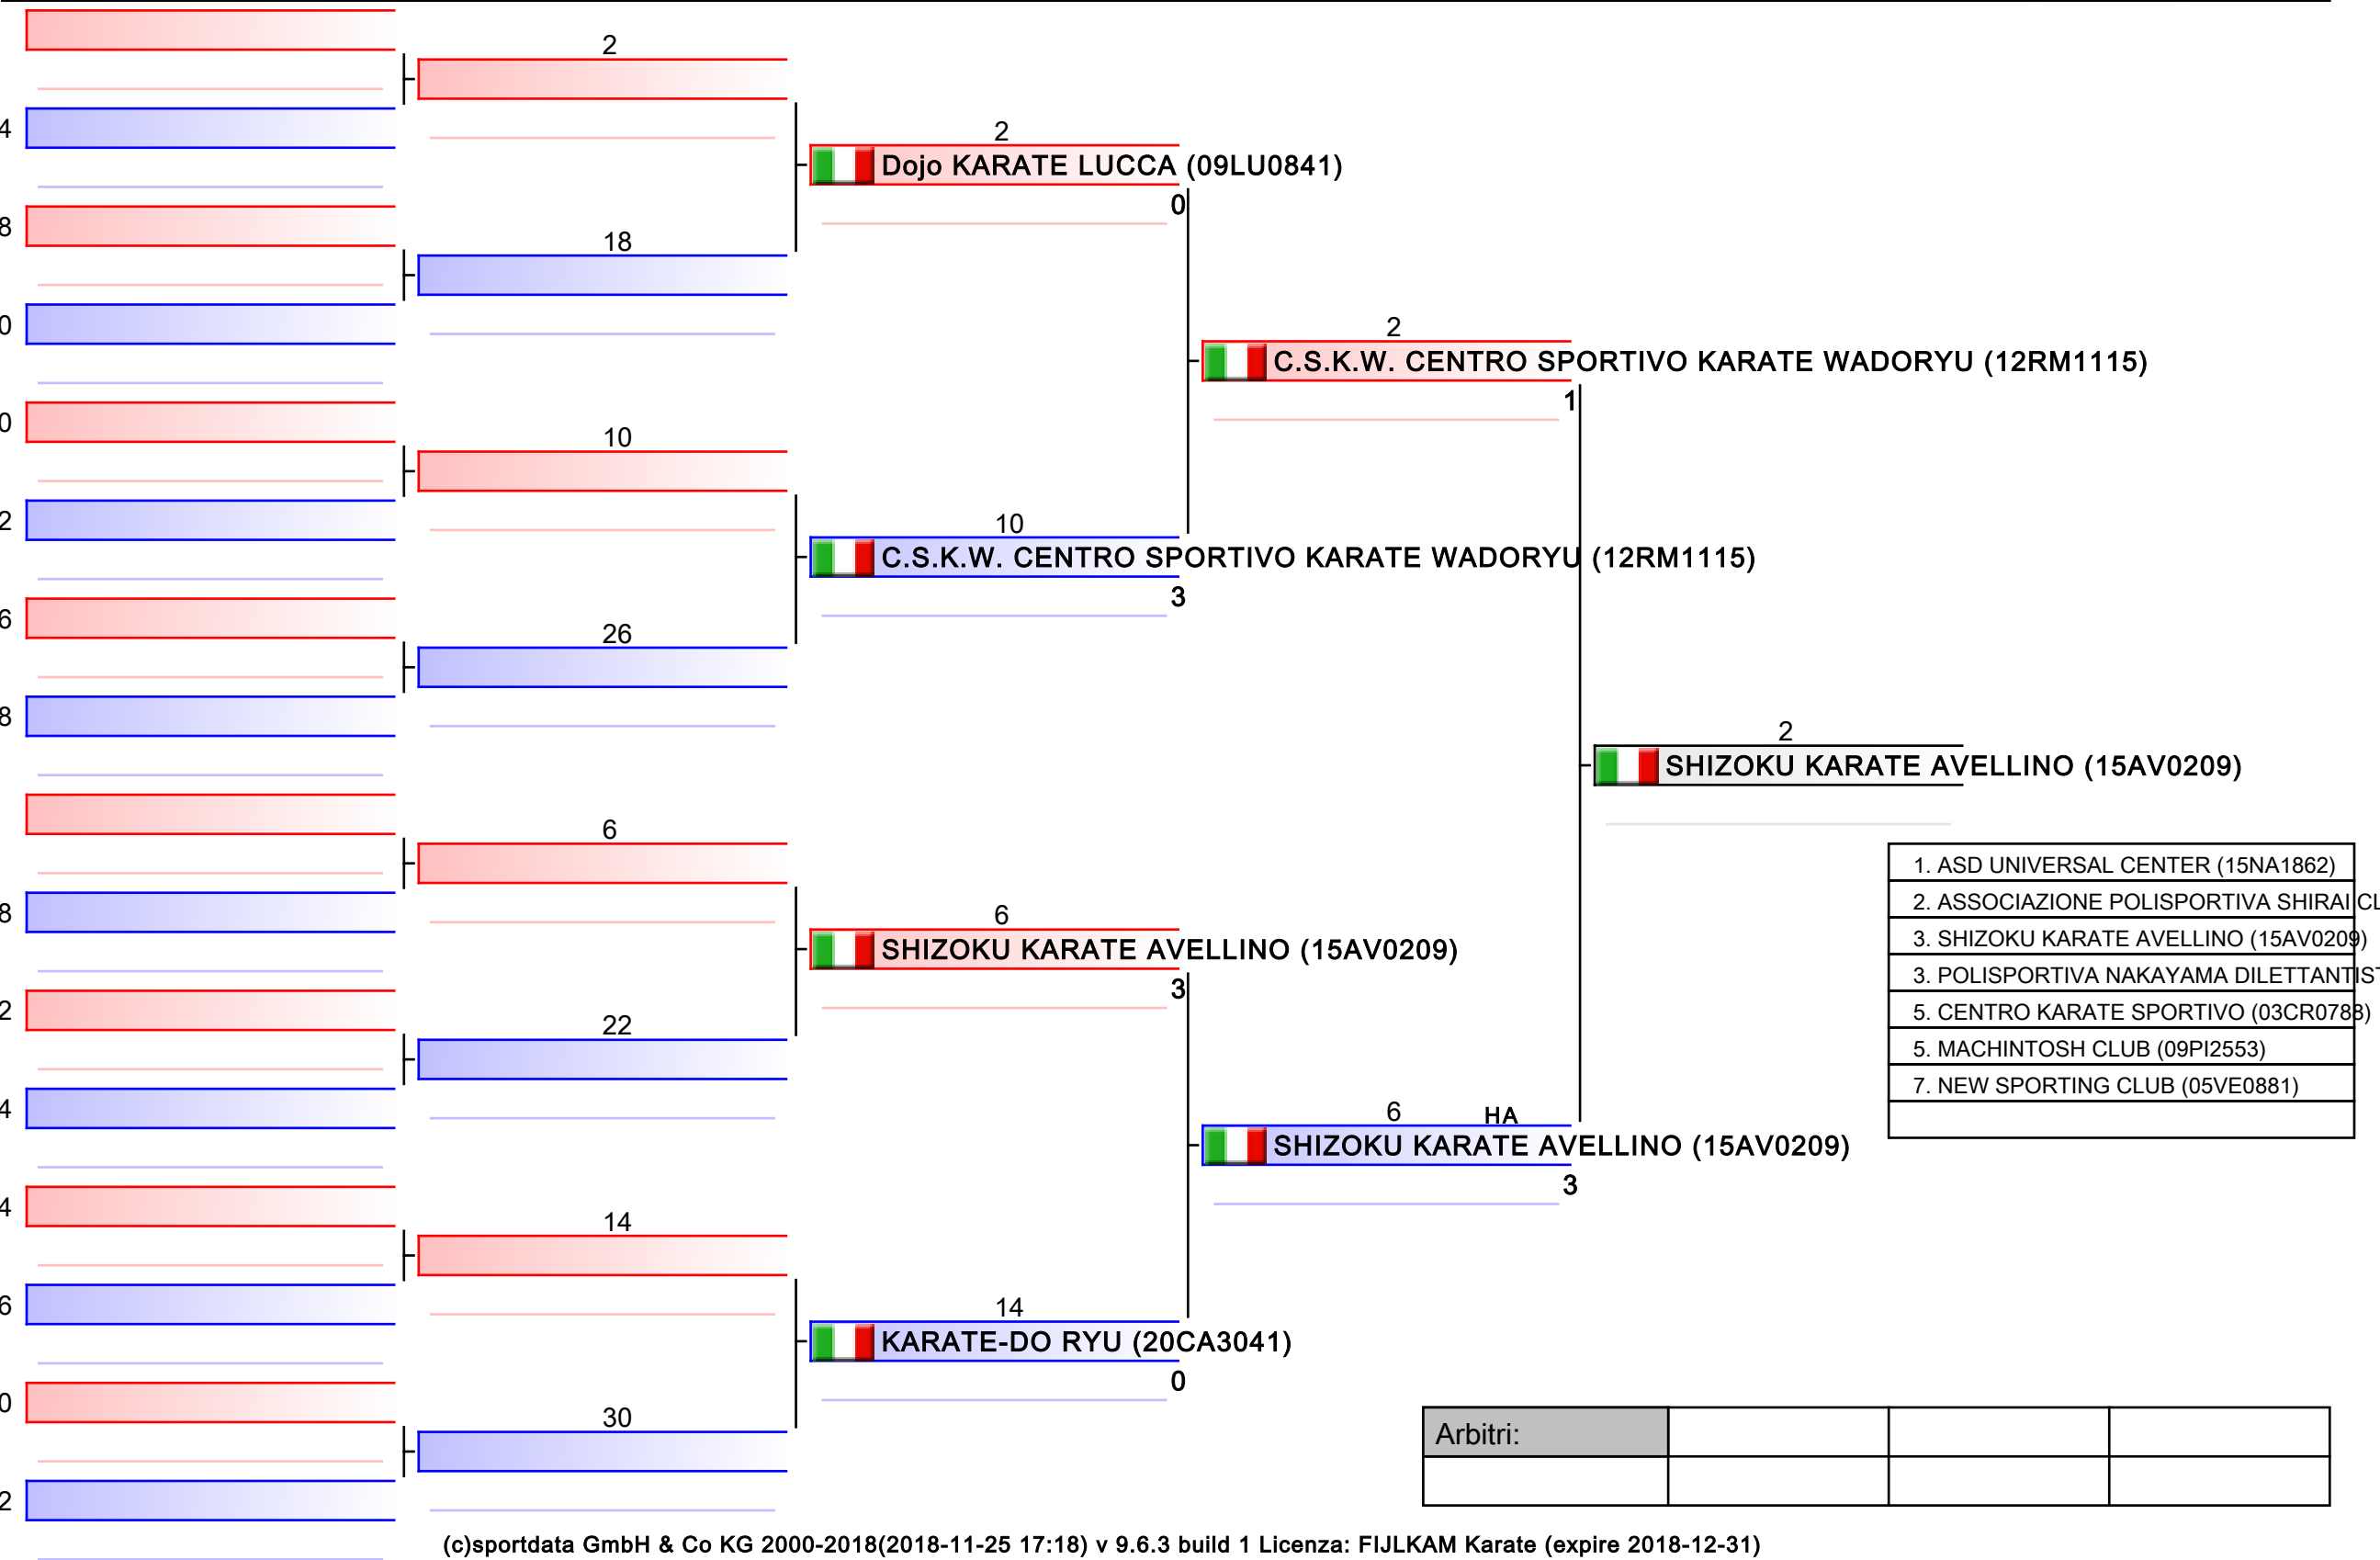 2
4
2
Dojo KARATE LUCCA (09LU0841)
0
8
18
0
2
C.S.K.W. CENTRO SPORTIVO KARATE WADORYU (12RM1115)
1
0
10
2
10
C.S.K.W. CENTRO SPORTIVO KARATE WADORYU (12RM1115)
3
6
26
8
2
SHIZOKU KARATE AVELLINO (15AV0209)
6
1. ASD UNIVERSAL CENTER (15NA1862)
2. ASSOCIAZIONE POLISPORTIVA SHIRAI CL
3. SHIZOKU KARATE AVELLINO (15AV0209)
3. POLISPORTIVA NAKAYAMA DILETTANTIST
5. CENTRO KARATE SPORTIVO (03CR0788)
5. MACHINTOSH CLUB (09PI2553)
7. NEW SPORTING CLUB (05VE0881)
8
6
SHIZOKU KARATE AVELLINO (15AV0209)
3
2
22
4
6 HA
SHIZOKU KARATE AVELLINO (15AV0209)
3
4
14
6
14
KARATE-DO RYU (20CA3041)
0
0
30
2
Arbitri:
(c)sportdata GmbH & Co KG 2000-2018(2018-11-25 17:18) v 9.6.3 build 1 Licenza: FIJLKAM Karate (expire 2018-12-31)